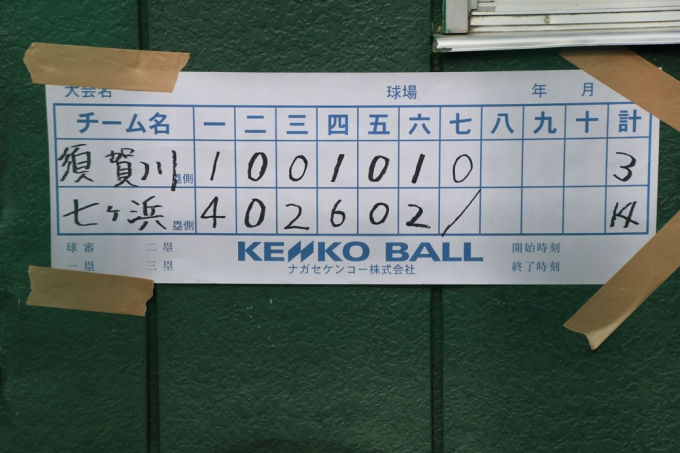 大会名 球場 年 月
チーム名 一 二 三 四 五 六 七 八 九 十 計
須賀川 塁側 1 0 0 1 0 1 0 3
七ヶ浜 塁側 4 0 2 6 0 2 / 14
球審 二塁 KENKO BALL 開始時刻
一塁 三塁 ナガセケンコー株式会社 終了時刻